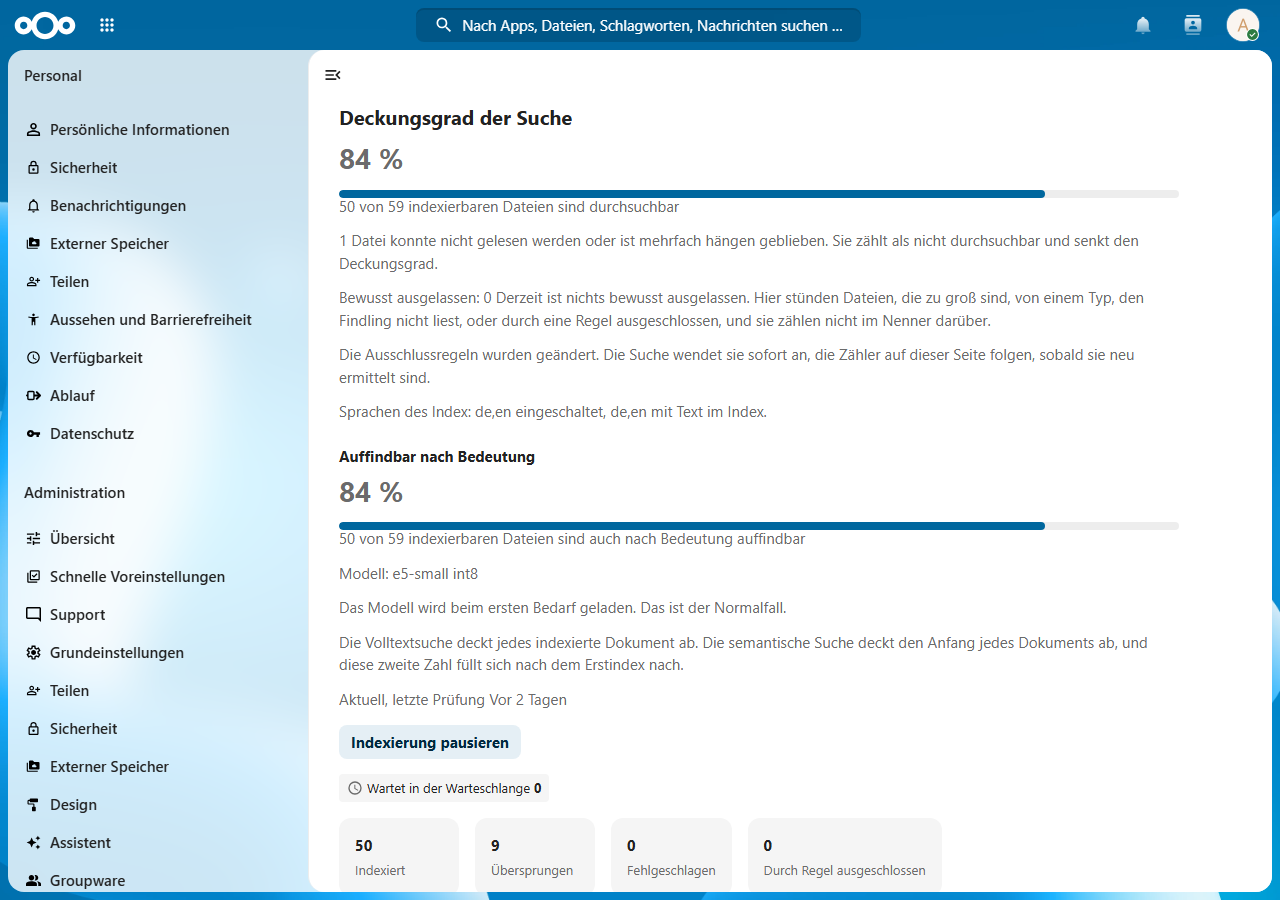 Nach Apps, Dateien, Schlagworten, Nachrichten suchen ...
A
Personal
Persönliche Informationen
Sicherheit
Benachrichtigungen
Externer Speicher
Teilen
Aussehen und Barrierefreiheit
Verfügbarkeit
Ablauf
Datenschutz
Administration
Übersicht
Schnelle Voreinstellungen
Support
Grundeinstellungen
Teilen
Sicherheit
Externer Speicher
Design
Assistent
Groupware
Deckungsgrad der Suche
84 %
50 von 59 indexierbaren Dateien sind durchsuchbar
1 Datei konnte nicht gelesen werden oder ist mehrfach hängen geblieben. Sie zählt als nicht durchsuchbar und senkt den
Deckungsgrad.
Bewusst ausgelassen: 0 Derzeit ist nichts bewusst ausgelassen. Hier stünden Dateien, die zu groß sind, von einem Typ, den
Findling nicht liest, oder durch eine Regel ausgeschlossen, und sie zählen nicht im Nenner darüber.
Die Ausschlussregeln wurden geändert. Die Suche wendet sie sofort an, die Zähler auf dieser Seite folgen, sobald sie neu
ermittelt sind.
Sprachen des Index: de,en eingeschaltet, de,en mit Text im Index.
Auffindbar nach Bedeutung
84 %
50 von 59 indexierbaren Dateien sind auch nach Bedeutung auffindbar
Modell: e5-small int8
Das Modell wird beim ersten Bedarf geladen. Das ist der Normalfall.
Die Volltextsuche deckt jedes indexierte Dokument ab. Die semantische Suche deckt den Anfang jedes Dokuments ab, und
diese zweite Zahl füllt sich nach dem Erstindex nach.
Aktuell, letzte Prüfung Vor 2 Tagen
Indexierung pausieren
Wartet in der Warteschlange 0
50
Indexiert
9
Übersprungen
0
Fehlgeschlagen
0
Durch Regel ausgeschlossen